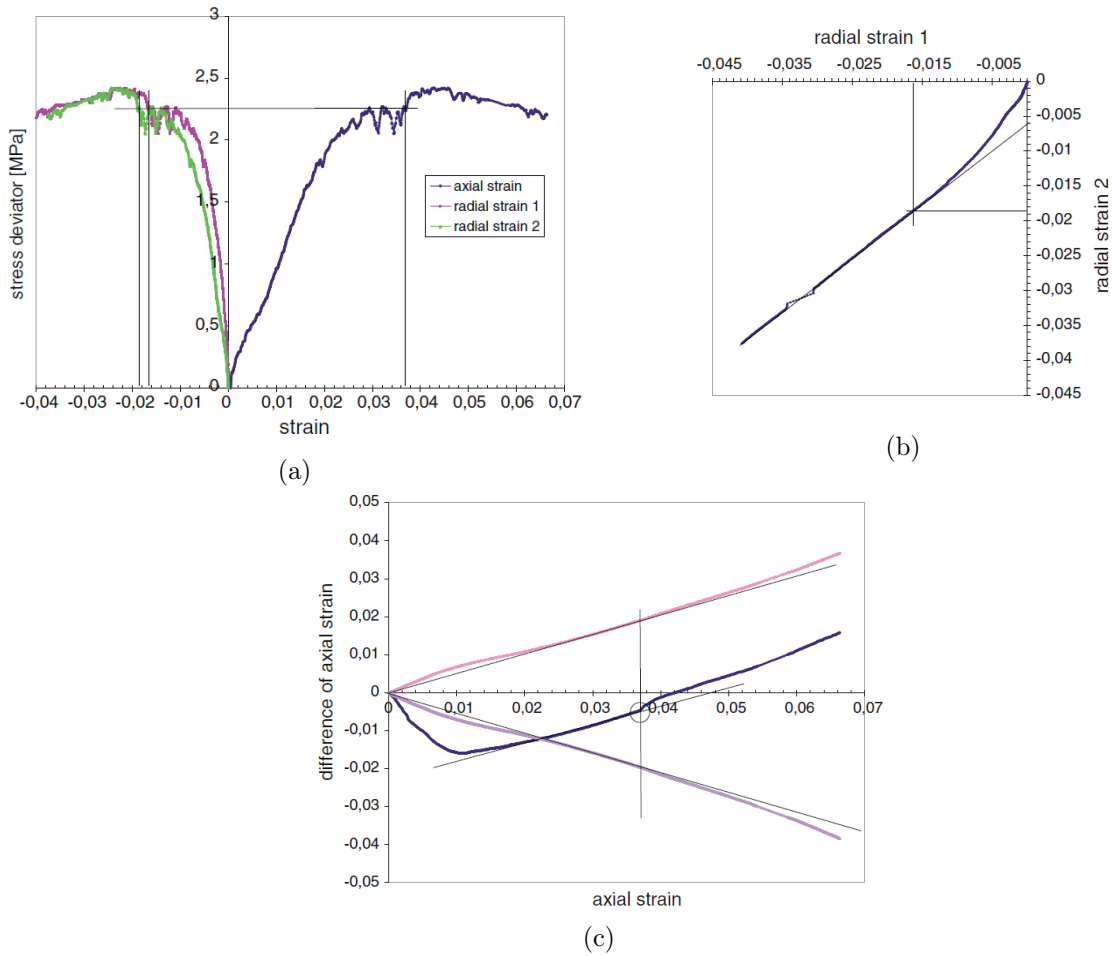 3
2,5
2
1,5
1
0,5
0
stress deviator [MPa]
axial strain
radial strain 1
radial strain 2
-0,04 -0,03 -0,02 -0,01 0 0,01 0,02 0,03 0,04 0,05 0,06 0,07
strain
(a)
radial strain 1
-0,045 -0,035 -0,025 -0,015 -0,005
0
-0,005
-0,01
-0,015
-0,02
-0,025
-0,03
-0,035
-0,04
-0,045
radial strain 2
(b)
0,05
0,04
0,03
0,02
0,01
0
-0,01
-0,02
-0,03
-0,04
-0,05
difference of axial strain
0 0,01 0,02 0,03 0,04 0,05 0,06 0,07
axial strain
(c)